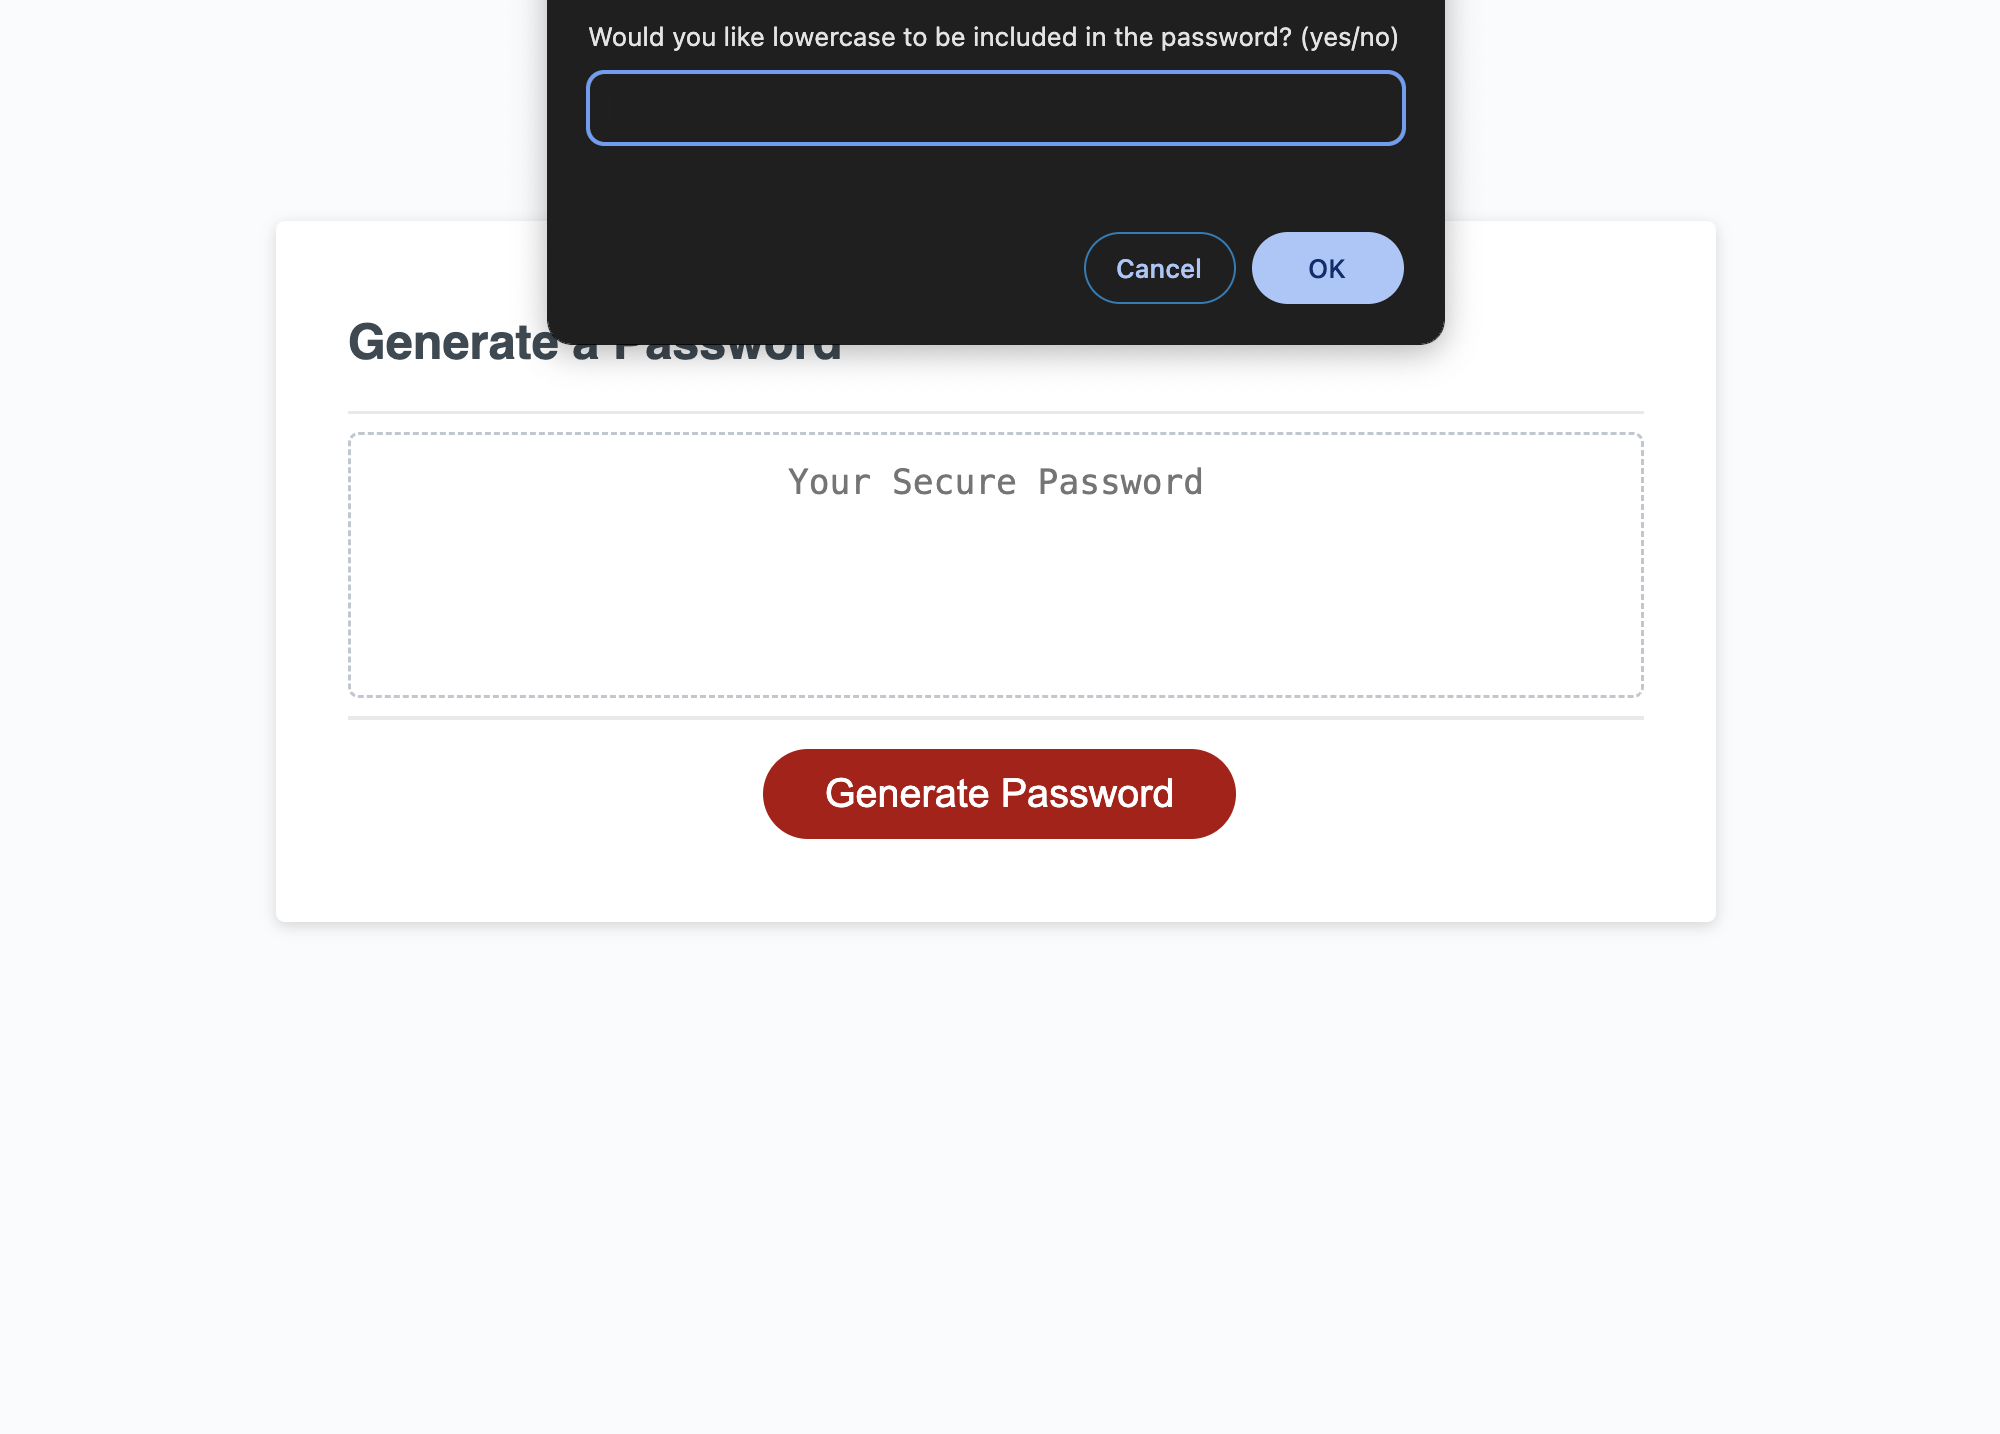 Would you like lowercase to be included in the password? (yes/no)
Cancel
OK
Generate a Password
Your Secure Password
Generate Password